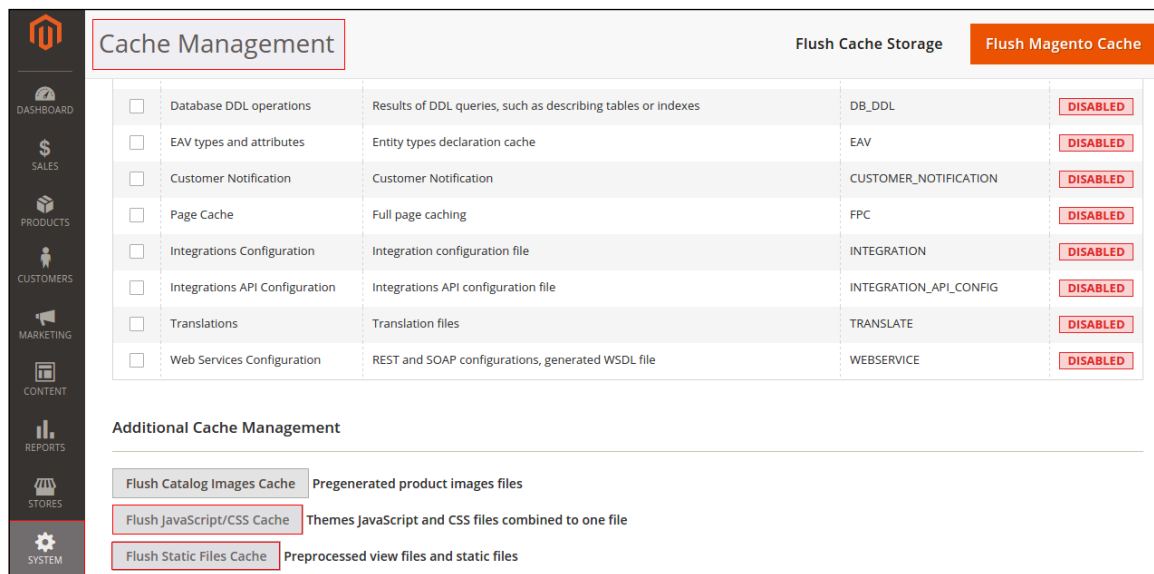 Cache Management
Flush Cache Storage
Flush Magento Cache
DASHBOARD
SALES
PRODUCTS
CUSTOMERS
MARKETING
CONTENT
REPORTS
STORES
SYSTEM
Database DDL operations Results of DDL queries, such as describing tables or indexes DB_DDL DISABLED
EAV types and attributes Entity types declaration cache EAV DISABLED
Customer Notification Customer Notification CUSTOMER_NOTIFICATION DISABLED
Page Cache Full page caching FPC DISABLED
Integrations Configuration Integration configuration file INTEGRATION DISABLED
Integrations API Configuration Integrations API configuration file INTEGRATION_API_CONFIG DISABLED
Translations Translation files TRANSLATE DISABLED
Web Services Configuration REST and SOAP configurations, generated WSDL file WEBSERVICE DISABLED
Additional Cache Management
Flush Catalog Images Cache Pregenerated product images files
Flush JavaScript/CSS Cache Themes JavaScript and CSS files combined to one file
Flush Static Files Cache Preprocessed view files and static files